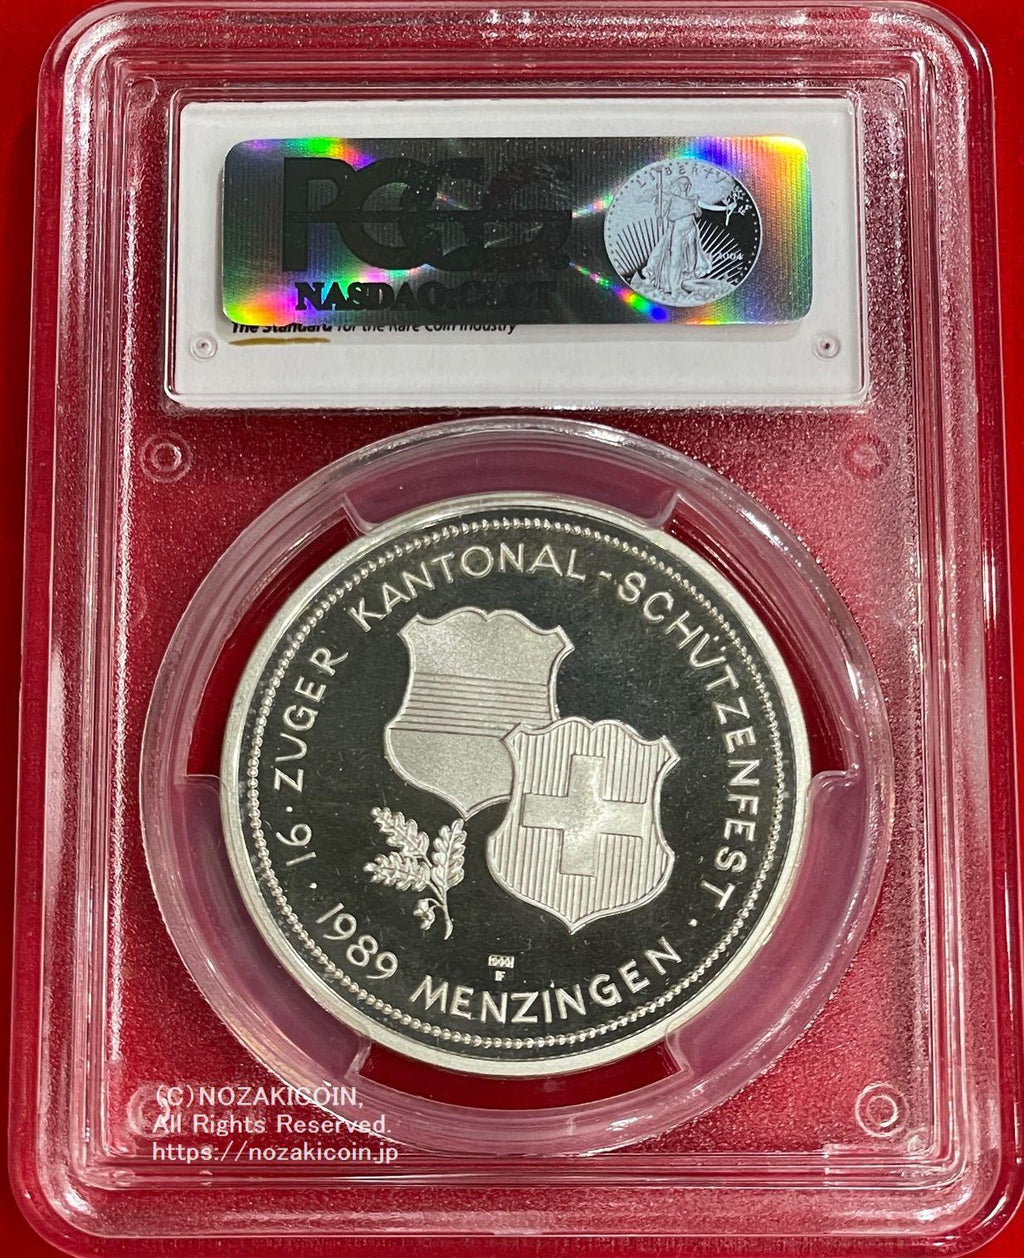 PCGS
NASDAQ:CLCT
LIBERTY
2004
The Standard for the Rare Coin Industry
16. ZUGER KANTONAL-SCHÜTZENFEST.
· 1989 MENZINGEN ·
(C)NOZAKICOIN,
All Rights Reserved.
https://nozakicoin.jp